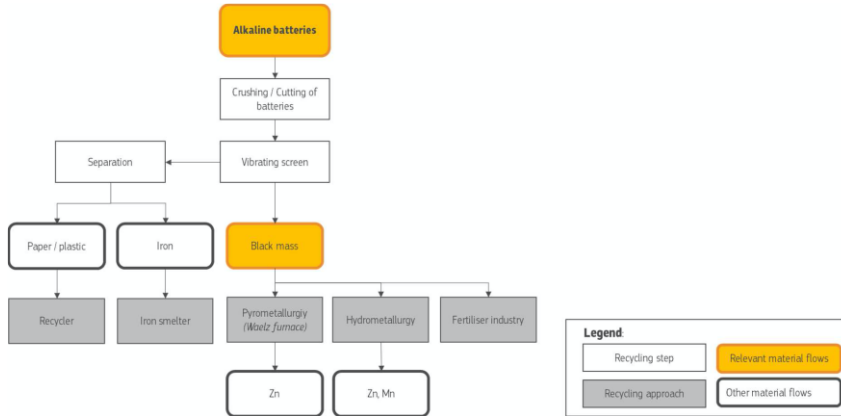 Alkaline batteries
Crushing / Cutting of
batteries
Separation
Vibrating screen
Paper / plastic
Iron
Black mass
Recycler
Iron smelter
Pyrometallurgiy
(Waelz furnace)
Hydrometallurgy
Fertiliser industry
Zn
Zn, Mn
Legend:
Recycling step
Relevant material flows
Recycling approach
Other material flows